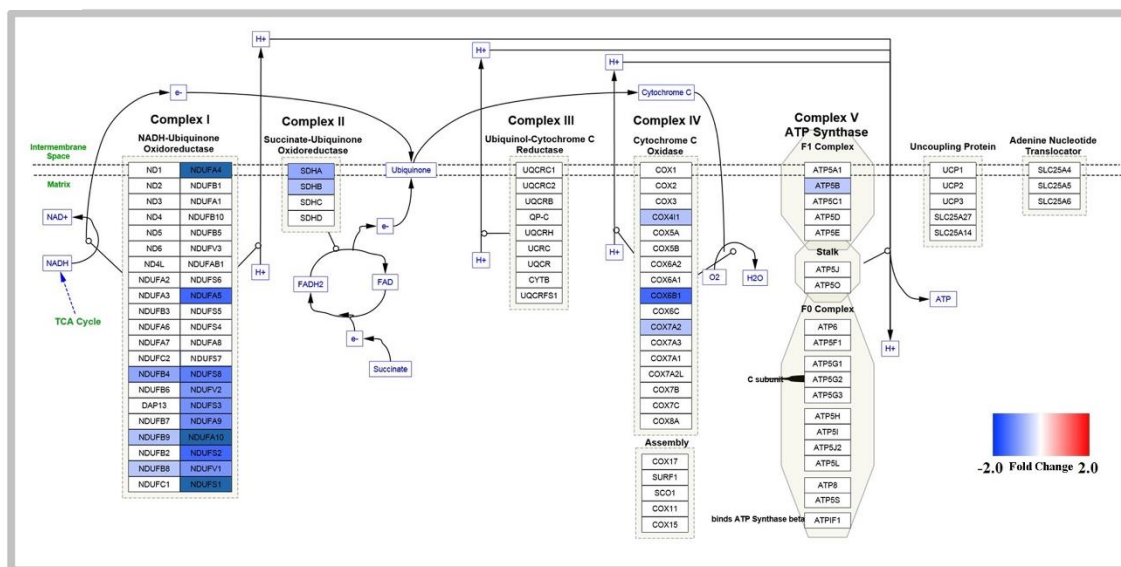 H+
H+
H+
e-
Cytochrome C
Complex I
NADH-Ubiquinone
Oxidoreductase
Complex II
Succinate-Ubiquinone
Oxidoreductase
Complex III
Ubiquinol-Cytochrome C
Reductase
Complex IV
Cytochrome C
Oxidase
Complex V
ATP Synthase
F1 Complex
Uncoupling Protein
Adenine Nucleotide
Translocator
Intermembrane
Space
Matrix
NAD+
NADH
TCA Cycle
ND1 NDUFA4
ND2 NDUFB1
ND3 NDUFA1
ND4 NDUFB10
ND5 NDUFB5
ND6 NDUFV3
ND4L NDUFAB1
NDUFA2 NDUFS6
NDUFA3 NDUFA5
NDUFB3 NDUFS5
NDUFA6 NDUFS4
NDUFA7 NDUFA8
NDUFC2 NDUFS7
NDUFB4 NDUFS8
NDUFB6 NDUFV2
DAP13 NDUFS3
NDUFB7 NDUFA9
NDUFB9 NDUFA10
NDUFB2 NDUFS2
NDUFB8 NDUFV1
NDUFC1 NDUFS1
H+
SDHA
SDHB
SDHC
SDHD
Ubiquinone
e-
FADH2
FAD
e-
Succinate
H+
UQCRC1
UQCRC2
UQCRB
QP-C
UQCRH
UCRC
UQCR
CYTB
UQCRFS1
H+
COX1
COX2
COX3
COX4I1
COX5A
COX5B
COX6A2
COX6A1
COX6B1
COX6C
COX7A2
COX7A3
COX7A1
COX7A2L
COX7B
COX7C
COX8A
Assembly
COX17
SURF1
SCO1
COX11
COX15
O2
H2O
ATP5A1
ATP5B
ATP5C1
ATP5D
ATP5E
Stalk
ATP5J
ATP5O
F0 Complex
ATP6
ATP5F1
ATP5G1
C subunit
ATP5G2
ATP5G3
ATP5H
ATP5I
ATP5J2
ATP5L
ATP8
ATP5S
binds ATP Synthase beta
ATPIF1
H+
ATP
UCP1
UCP2
UCP3
SLC25A27
SLC25A14
SLC25A4
SLC25A5
SLC25A6
-2.0 Fold Change 2.0